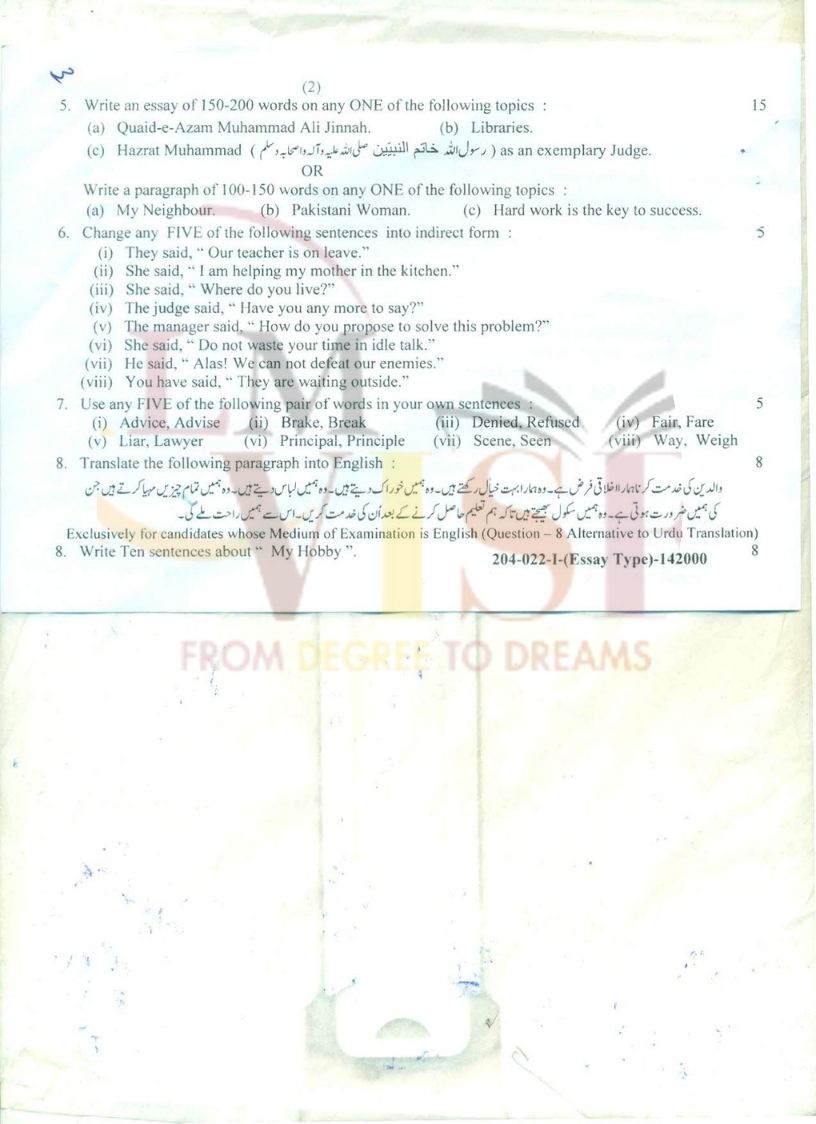 (2)
5. Write an essay of 150-200 words on any ONE of the following topics : 15
(a) Quaid-e-Azam Muhammad Ali Jinnah. (b) Libraries.
(c) Hazrat Muhammad ( رسول اللہ خاتم النبیّین صلی اللہ علیہ وآلہ واصحابہ وسلم ) as an exemplary Judge.
OR
Write a paragraph of 100-150 words on any ONE of the following topics :
(a) My Neighbour. (b) Pakistani Woman. (c) Hard work is the key to success.
6. Change any FIVE of the following sentences into indirect form : 5
(i) They said, “ Our teacher is on leave.”
(ii) She said, “ I am helping my mother in the kitchen.”
(iii) She said, “ Where do you live?”
(iv) The judge said, “ Have you any more to say?”
(v) The manager said, “ How do you propose to solve this problem?”
(vi) She said, “ Do not waste your time in idle talk.”
(vii) He said, “ Alas! We can not defeat our enemies.”
(viii) You have said, “ They are waiting outside.”
7. Use any FIVE of the following pair of words in your own sentences : 5
(i) Advice, Advise (ii) Brake, Break (iii) Denied, Refused (iv) Fair, Fare
(v) Liar, Lawyer (vi) Principal, Principle (vii) Scene, Seen (viii) Way, Weigh
8. Translate the following paragraph into English : 8
والدین کی خدمت کرنا ہمارا اخلاقی فرض ہے۔ وہ ہمارا بہت خیال رکھتے ہیں۔ وہ ہمیں خوراک دیتے ہیں۔ وہ ہمیں لباس دیتے ہیں۔ وہ ہمیں تمام چیزیں مہیا کرتے ہیں جن
کی ہمیں ضرورت ہوتی ہے۔ وہ ہمیں سکول بھیجتے ہیں تاکہ ہم تعلیم حاصل کرنے کے بعد اُن کی خدمت کریں۔ اس سے ہمیں راحت ملے گی۔
Exclusively for candidates whose Medium of Examination is English (Question – 8 Alternative to Urdu Translation)
8. Write Ten sentences about “ My Hobby ”. 8
204-022-I-(Essay Type)-142000
LM
VISF
FROM DEGREE TO DREAMS